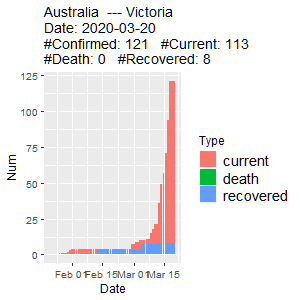 Australia --- Victoria
Date: 2020-03-20
#Confirmed: 121 #Current: 113
#Death: 0 #Recovered: 8
125
100
75
50
25
0
Num
Feb 01 Feb 15 Mar 01 Mar 15
Date
Type
current
death
recovered